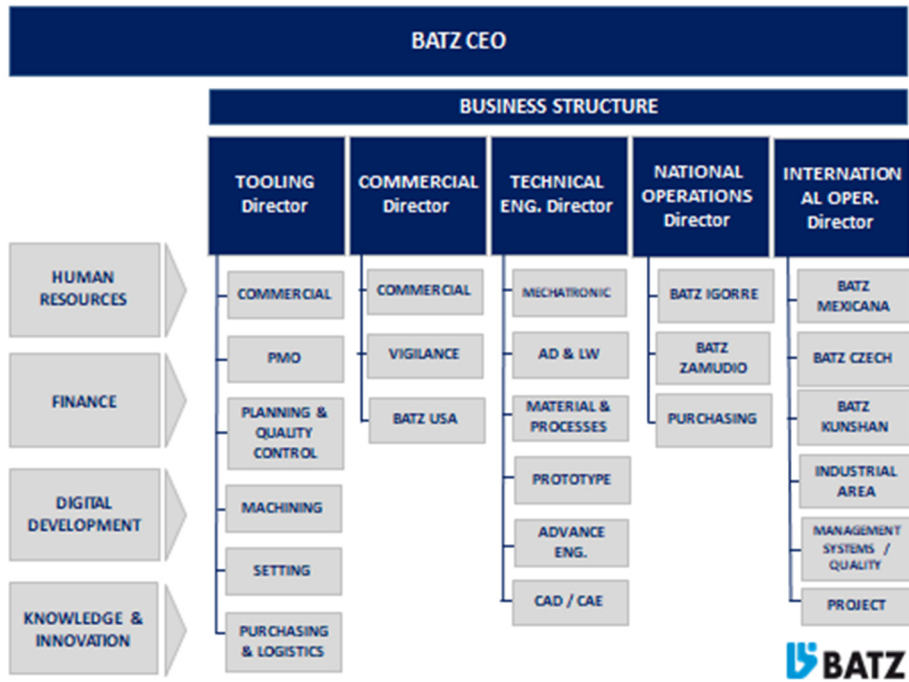 BATZ CEO
BUSINESS STRUCTURE
TOOLING
Director
COMMERCIAL
Director
TECHNICAL
ENG. Director
NATIONAL
OPERATIONS
Director
INTERNATION
AL OPER.
Director
HUMAN
RESOURCES
FINANCE
DIGITAL
DEVELOPMENT
KNOWLEDGE &
INNOVATION
COMMERCIAL
PMO
PLANNING &
QUALITY
CONTROL
MACHINING
SETTING
PURCHASING
& LOGISTICS
COMMERCIAL
VIGILANCE
BATZ USA
MECHATRONIC
AD & LW
MATERIAL &
PROCESSES
PROTOTYPE
ADVANCE
ENG.
CAD / CAE
BATZ IGORRE
BATZ
ZAMUDIO
PURCHASING
BATZ
MEXICANA
BATZ CZECH
BATZ
KUNSHAN
INDUSTRIAL
AREA
MANAGEMENT
SYSTEMS /
QUALITY
PROJECT
BATZ